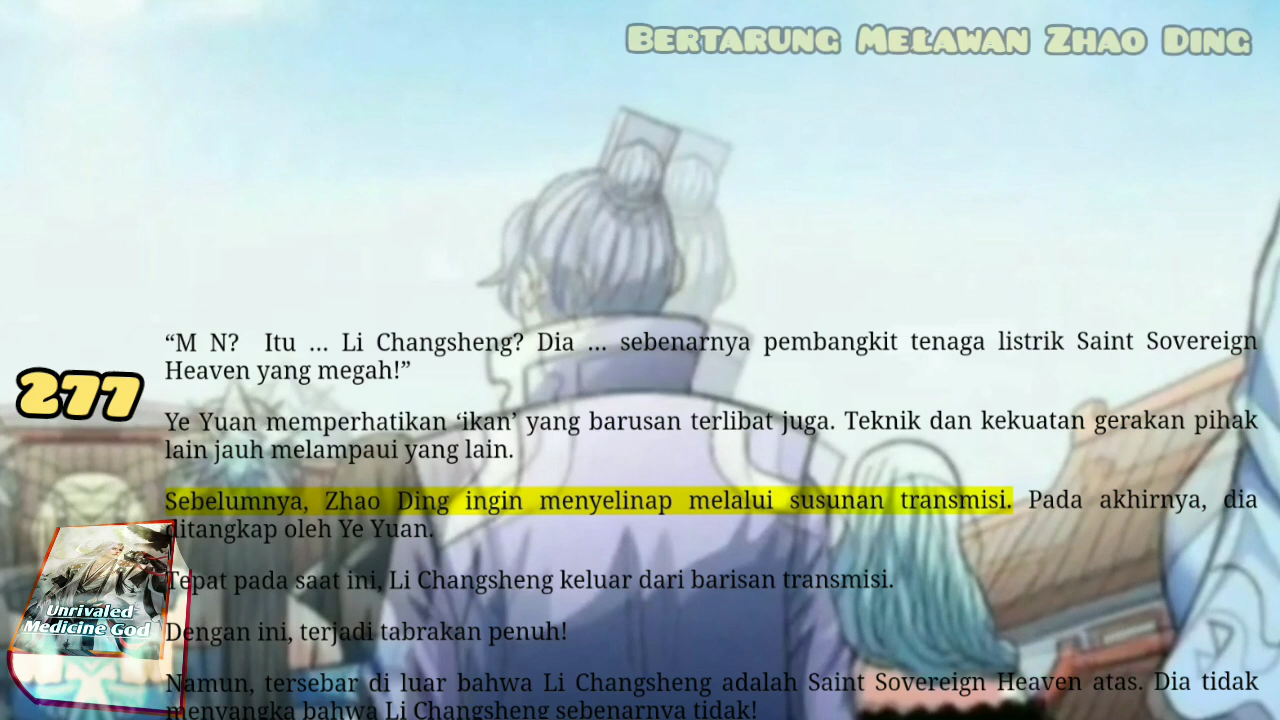 BERTARUNG MELAWAN ZHAO DING
“M N? Itu ... Li Changsheng? Dia ... sebenarnya pembangkit tenaga listrik Saint Sovereign
Heaven yang megah!”
277
Ye Yuan memperhatikan ‘ikan’ yang barusan terlibat juga. Teknik dan kekuatan gerakan pihak
lain jauh melampaui yang lain.
Sebelumnya, Zhao Ding ingin menyelinap melalui susunan transmisi. Pada akhirnya, dia
ditangkap oleh Ye Yuan.
Tepat pada saat ini, Li Changsheng keluar dari barisan transmisi.
Unrivaled
Medicine God
Dengan ini, terjadi tabrakan penuh!
Namun, tersebar di luar bahwa Li Changsheng adalah Saint Sovereign Heaven atas. Dia tidak
menyangka bahwa Li Changsheng sebenarnya tidak!